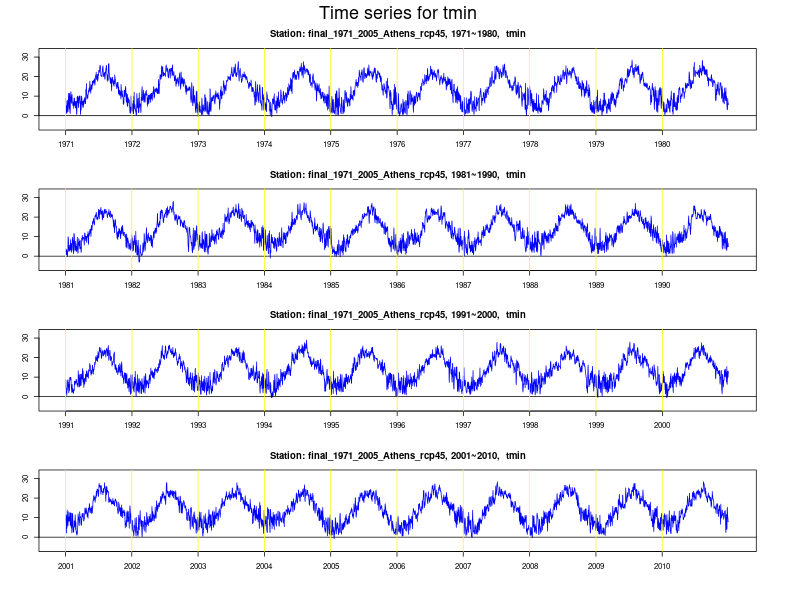 Time series for tmin
Station: final_1971_2005_Athens_rcp45, 1971~1980, tmin
30
20
10
0
1971 1972 1973 1974 1975 1976 1977 1978 1979 1980
Station: final_1971_2005_Athens_rcp45, 1981~1990, tmin
30
20
10
0
1981 1982 1983 1984 1985 1986 1987 1988 1989 1990
Station: final_1971_2005_Athens_rcp45, 1991~2000, tmin
30
20
10
0
1991 1992 1993 1994 1995 1996 1997 1998 1999 2000
Station: final_1971_2005_Athens_rcp45, 2001~2010, tmin
30
20
10
0
2001 2002 2003 2004 2005 2006 2007 2008 2009 2010